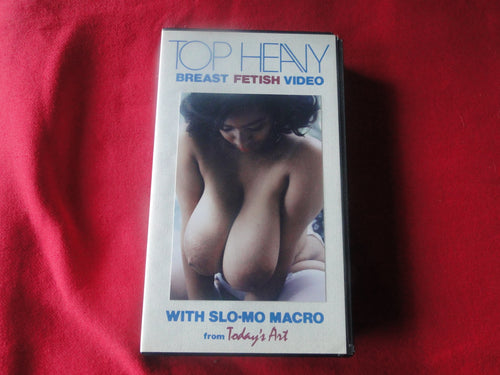 TOP HEAVY
BREAST FETISH VIDEO
WITH SLO-MO MACRO
from Today's Art